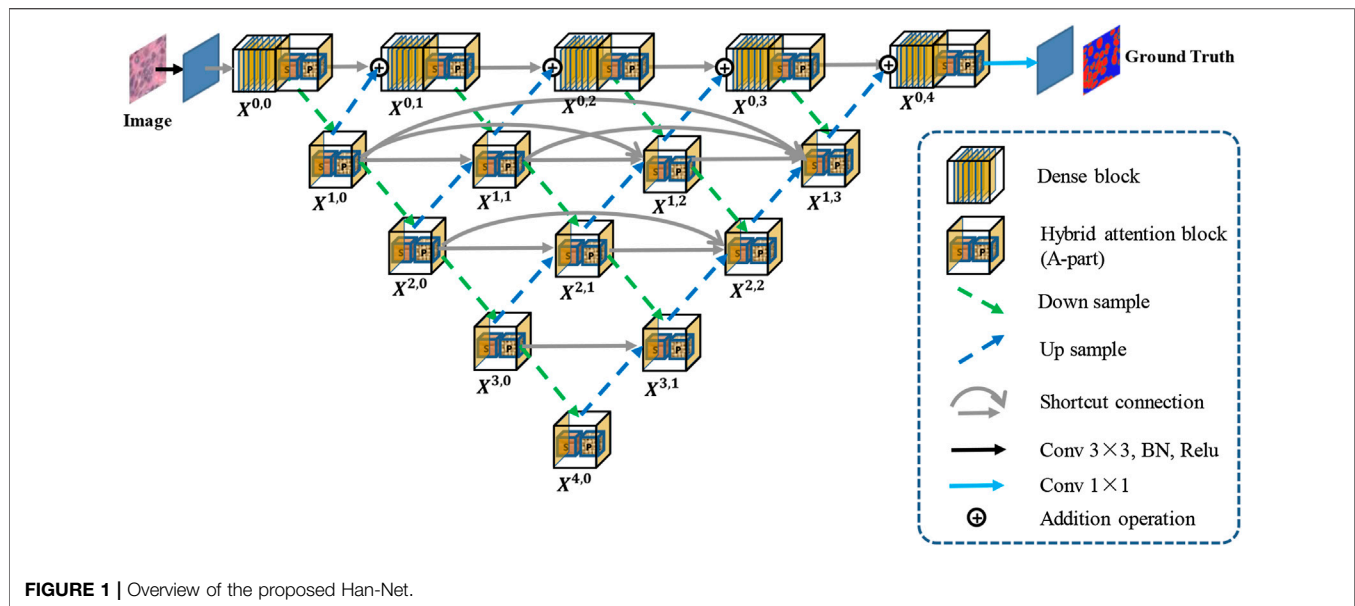 Image
S P
X^0,0
S P
X^0,1
S P
X^0,2
S P
X^0,3
S P
X^0,4
Ground Truth
S P
X^1,0
S P
X^1,1
S P
X^1,2
S P
X^1,3
S P
X^2,0
S P
X^2,1
S P
X^2,2
S P
X^3,0
S P
X^3,1
S P
X^4,0
Dense block
S P
Hybrid attention block
(A-part)
Down sample
Up sample
Shortcut connection
Conv 3×3, BN, Relu
Conv 1×1
Addition operation
FIGURE 1 | Overview of the proposed Han-Net.